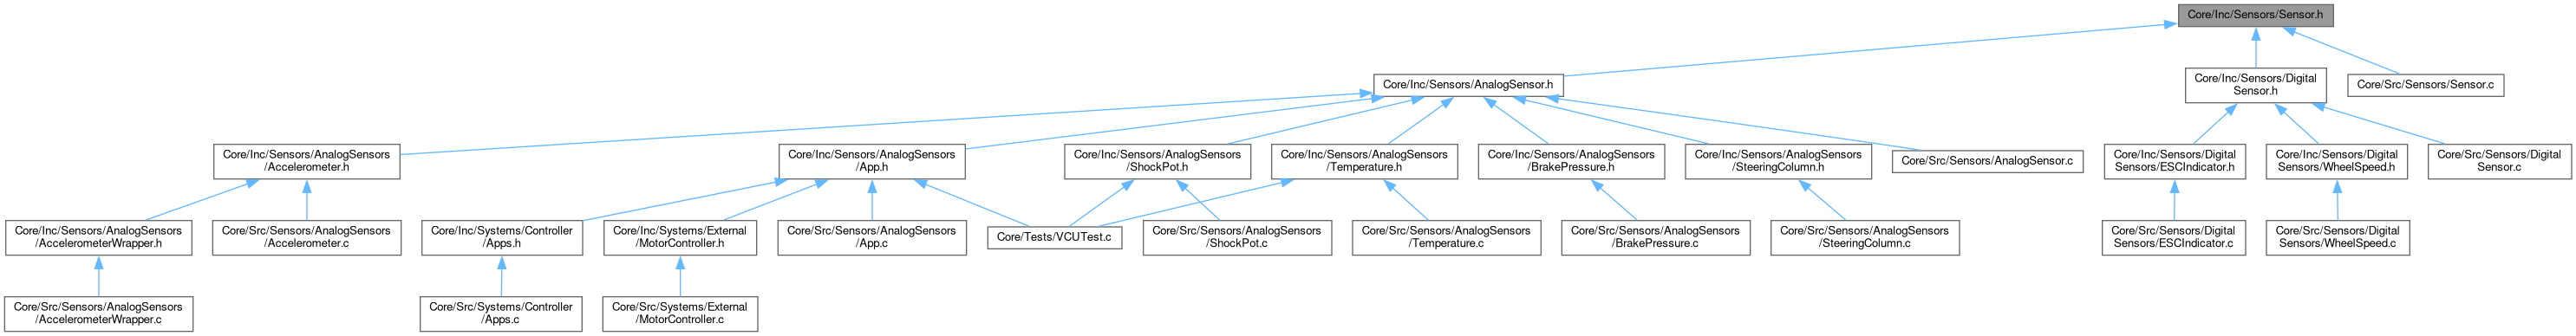 Core/Inc/Sensors/Sensor.h
Core/Inc/Sensors/AnalogSensor.h
Core/Inc/Sensors/Digital
Sensor.h
Core/Src/Sensors/Sensor.c
Core/Inc/Sensors/AnalogSensors
/Accelerometer.h
Core/Inc/Sensors/AnalogSensors
/App.h
Core/Inc/Sensors/AnalogSensors
/ShockPot.h
Core/Inc/Sensors/AnalogSensors
/Temperature.h
Core/Inc/Sensors/AnalogSensors
/BrakePressure.h
Core/Inc/Sensors/AnalogSensors
/SteeringColumn.h
Core/Src/Sensors/AnalogSensor.c
Core/Inc/Sensors/Digital
Sensors/ESCIndicator.h
Core/Inc/Sensors/Digital
Sensors/WheelSpeed.h
Core/Src/Sensors/Digital
Sensor.c
Core/Inc/Sensors/AnalogSensors
/AccelerometerWrapper.h
Core/Src/Sensors/AnalogSensors
/Accelerometer.c
Core/Inc/Systems/Controller
/Apps.h
Core/Inc/Systems/External
/MotorController.h
Core/Src/Sensors/AnalogSensors
/App.c
Core/Tests/VCUTest.c
Core/Src/Sensors/AnalogSensors
/ShockPot.c
Core/Src/Sensors/AnalogSensors
/Temperature.c
Core/Src/Sensors/AnalogSensors
/BrakePressure.c
Core/Src/Sensors/AnalogSensors
/SteeringColumn.c
Core/Src/Sensors/Digital
Sensors/ESCIndicator.c
Core/Src/Sensors/Digital
Sensors/WheelSpeed.c
Core/Src/Sensors/AnalogSensors
/AccelerometerWrapper.c
Core/Src/Systems/Controller
/Apps.c
Core/Src/Systems/External
/MotorController.c